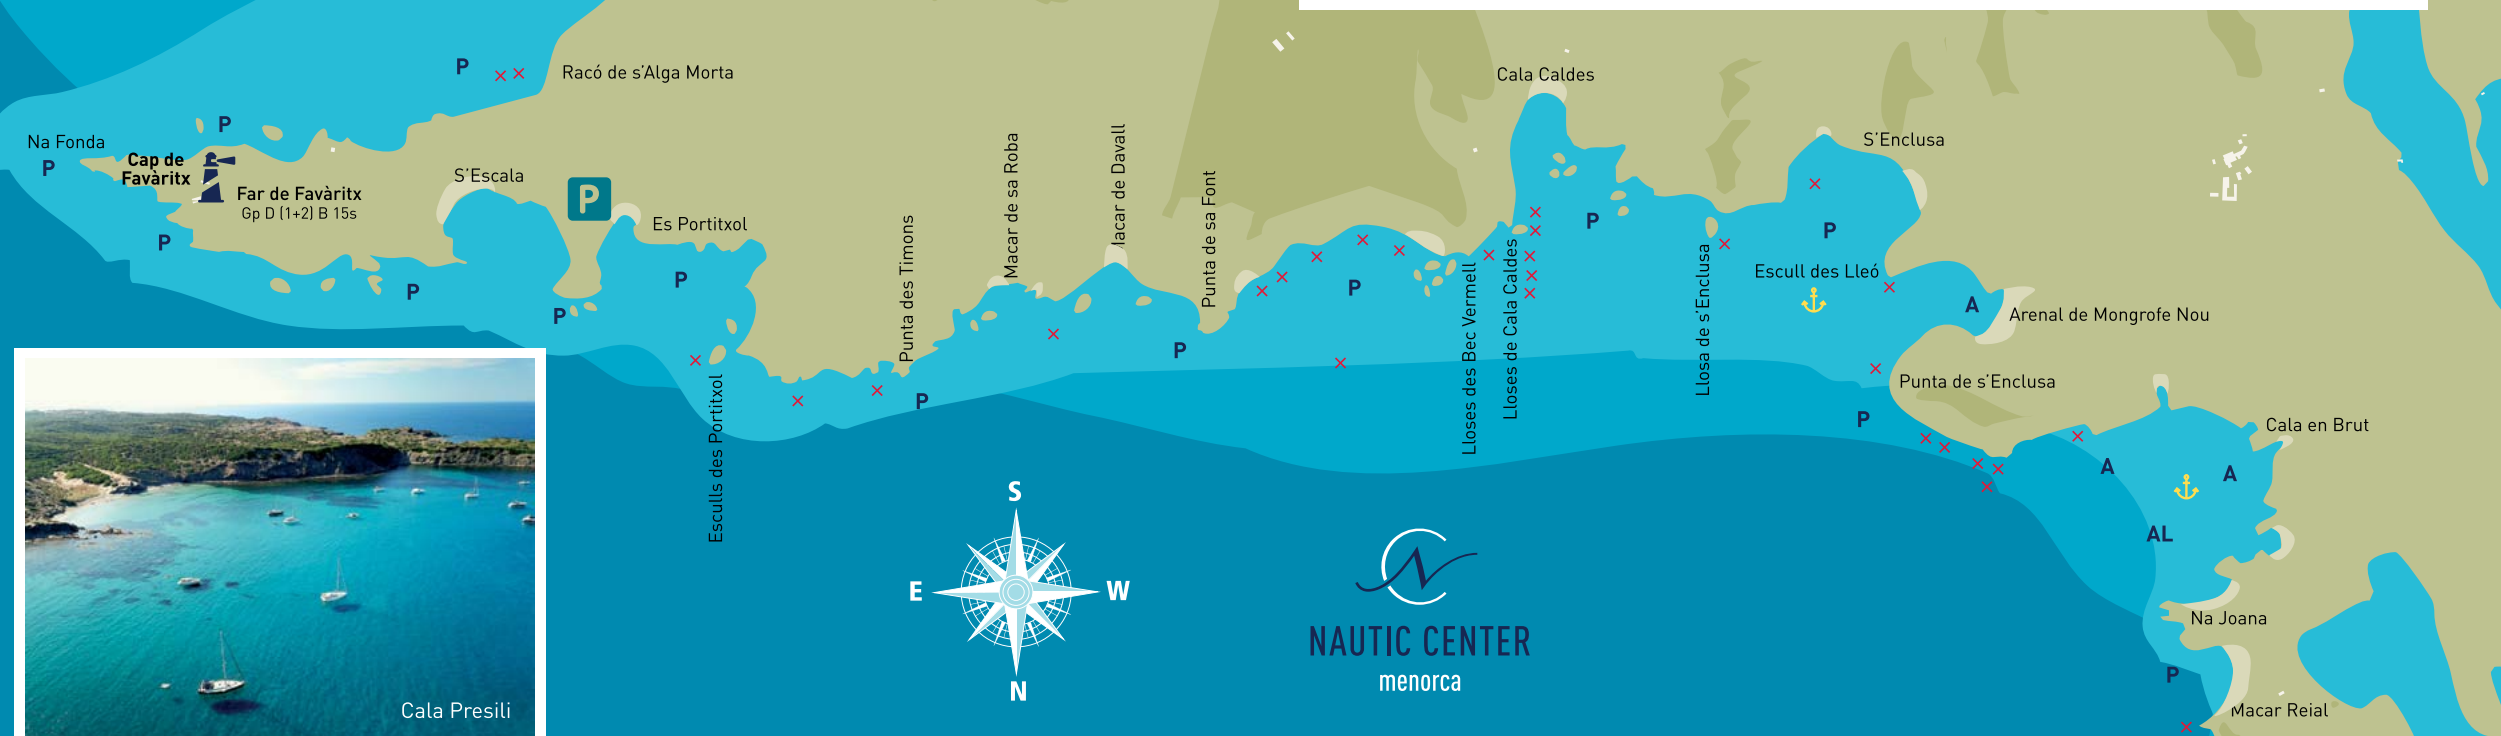 P
Racó de s'Alga Morta
Cala Caldes
P
Na Fonda
P
Cap de
Favàritx
Far de Favàritx
Gp D (1+2) B 15s
S'Escala
P
Es Portitxol
P
P
P
P
Esculls des Portitxol
Punta des Timons
P
Macar de sa Roba
Macar de Davall
P
Punta de sa Font
P
Lloses des Bec Vermell
Lloses de Cala Caldes
P
Llosa de s'Enclusa
S'Enclusa
P
Escull des Lleó
A
Arenal de Mongrofe Nou
Punta de s'Enclusa
P
Cala en Brut
A
A
AL
Na Joana
P
Macar Reial
S
E
W
N
NAUTIC CENTER
menorca
Cala Presili